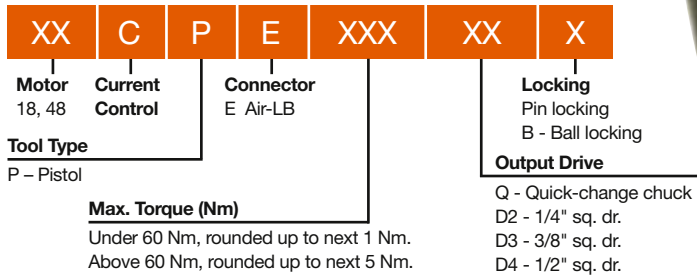 XX C P E XXX XX X
Motor
18, 48
Current
Control
Connector
E Air-LB
Locking
Pin locking
B - Ball locking
Tool Type
P – Pistol
Output Drive
Q - Quick-change chuck
D2 - 1/4" sq. dr.
D3 - 3/8" sq. dr.
D4 - 1/2" sq. dr.
Max. Torque (Nm)
Under 60 Nm, rounded up to next 1 Nm.
Above 60 Nm, rounded up to next 5 Nm.